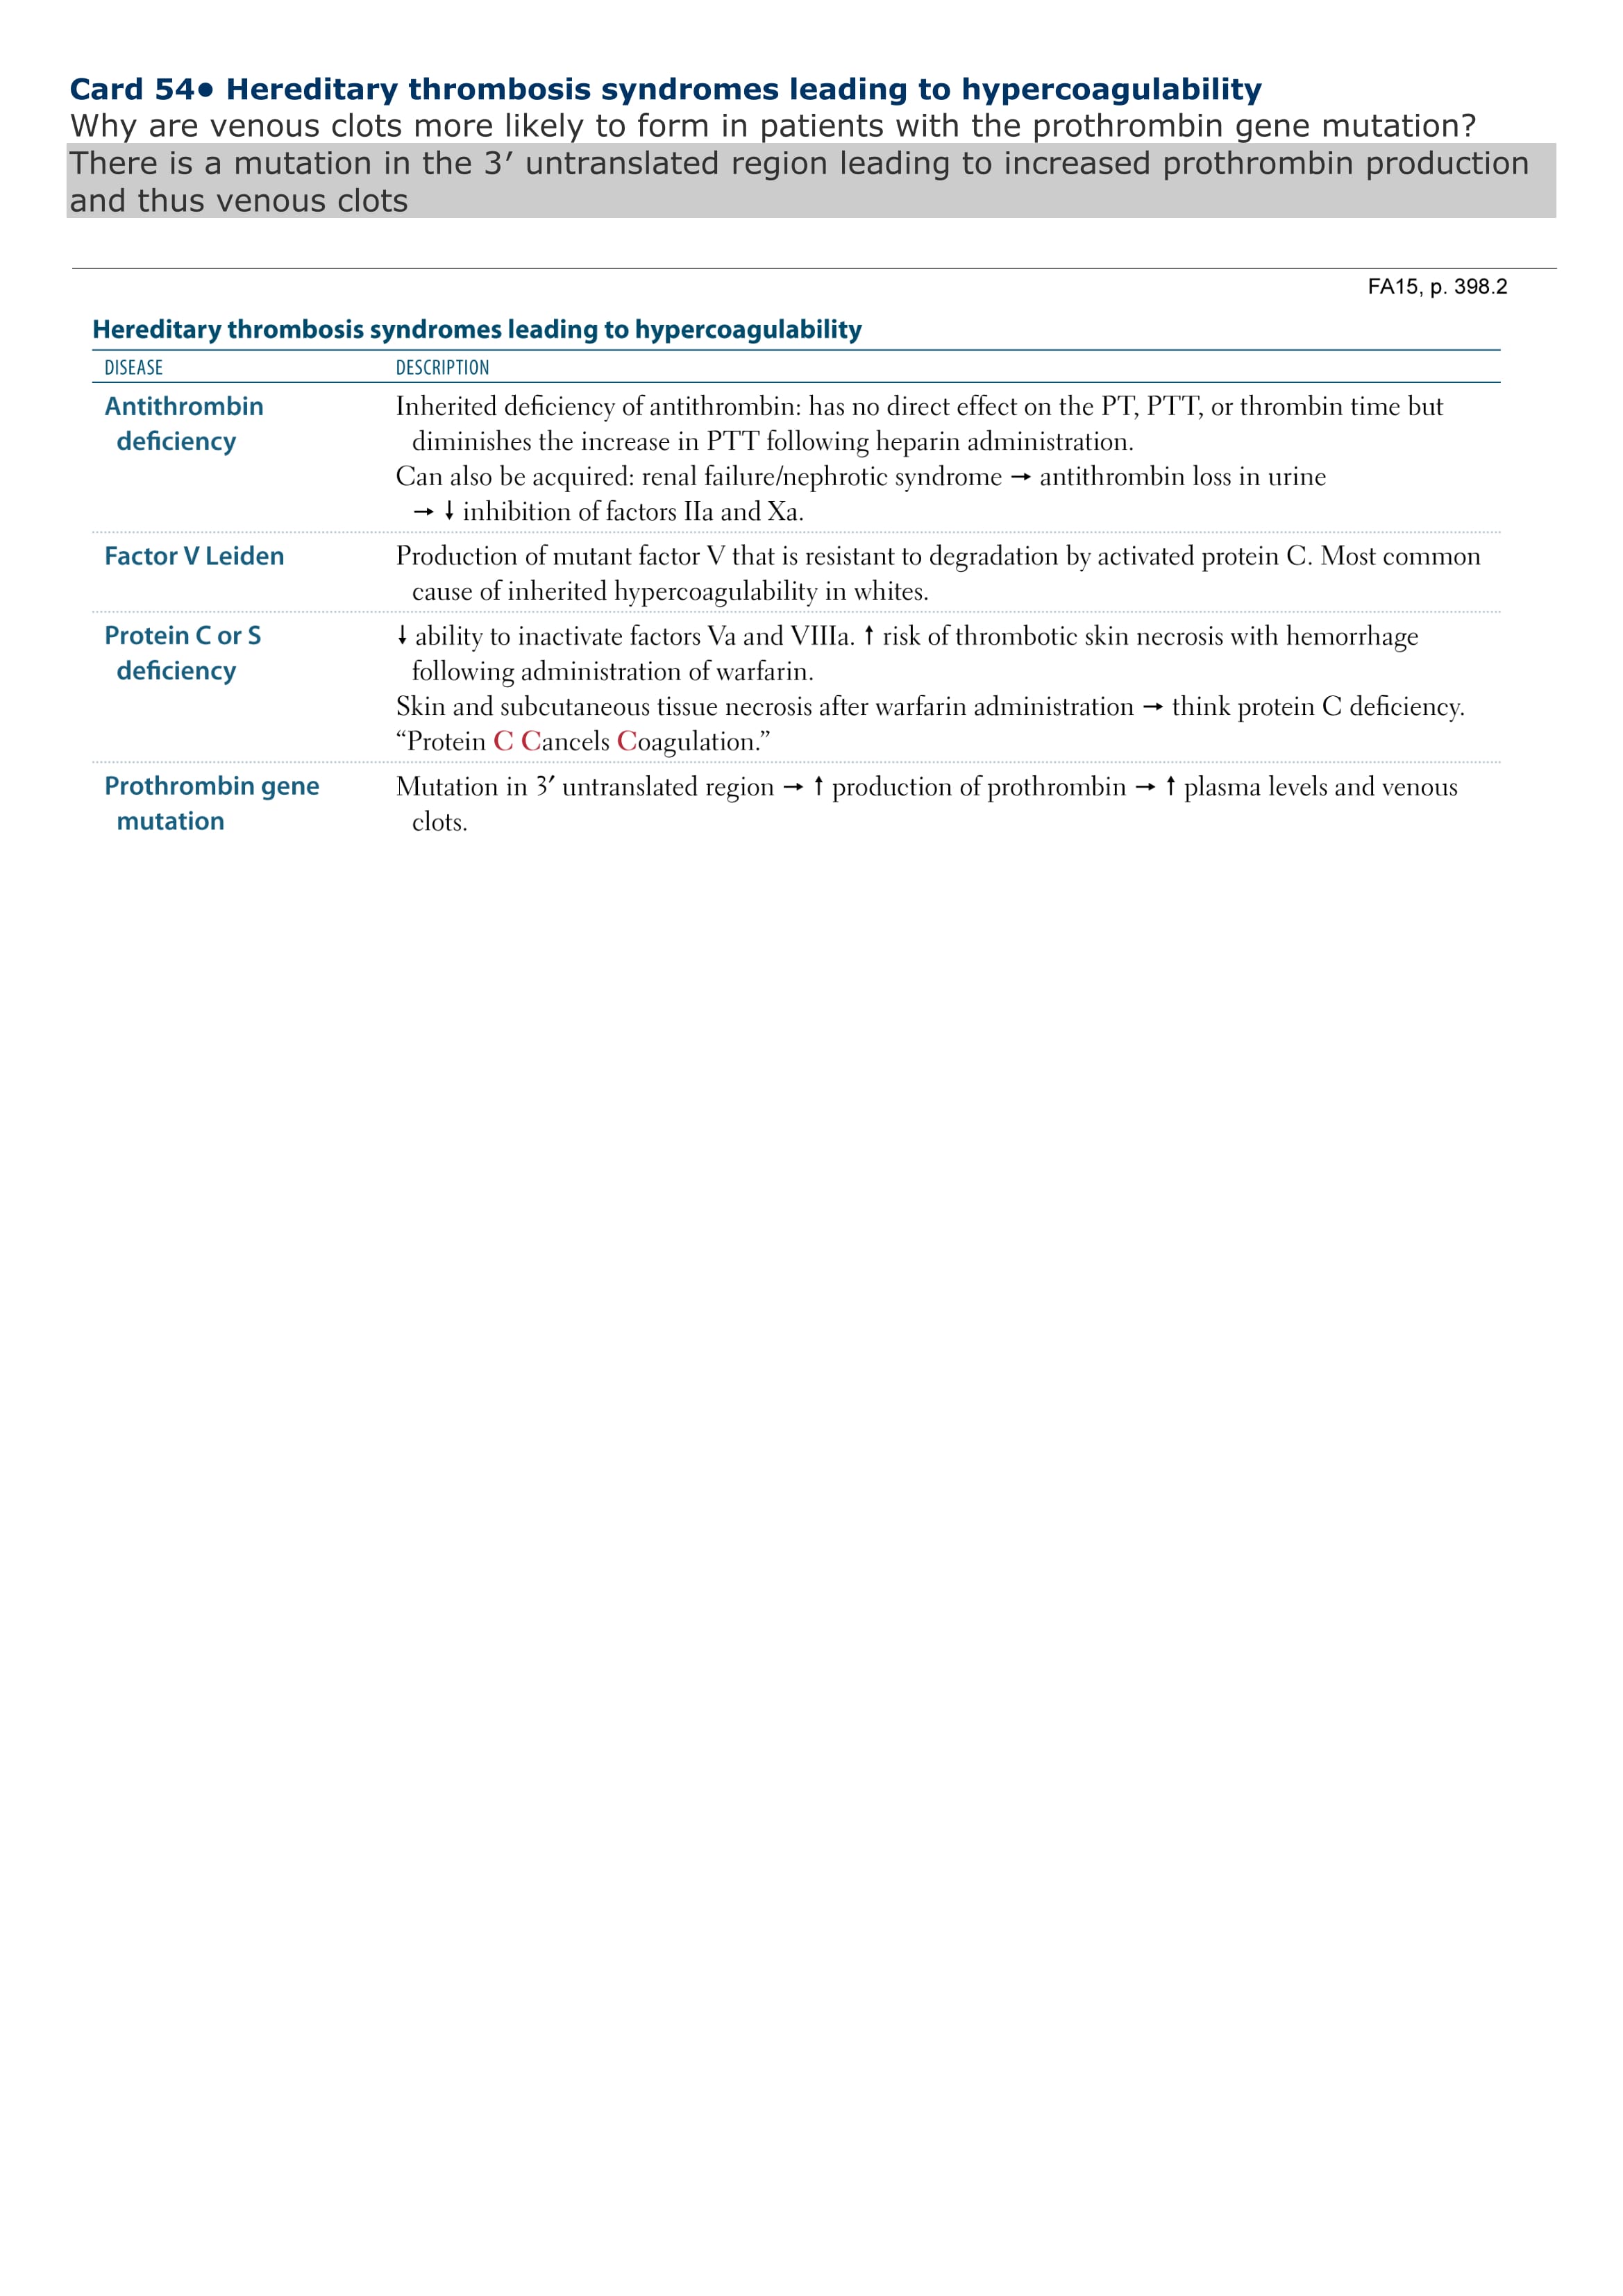 Card 54• Hereditary thrombosis syndromes leading to hypercoagulability
Why are venous clots more likely to form in patients with the prothrombin gene mutation?
There is a mutation in the 3′ untranslated region leading to increased prothrombin production
and thus venous clots
FA15, p. 398.2
Hereditary thrombosis syndromes leading to hypercoagulability
DISEASE DESCRIPTION
Antithrombin Inherited deficiency of antithrombin: has no direct effect on the PT, PTT, or thrombin time but
deficiency diminishes the increase in PTT following heparin administration.
Can also be acquired: renal failure/nephrotic syndrome → antithrombin loss in urine
→ ↓ inhibition of factors IIa and Xa.
Factor V Leiden Production of mutant factor V that is resistant to degradation by activated protein C. Most common
cause of inherited hypercoagulability in whites.
Protein C or S ↓ ability to inactivate factors Va and VIIIa. ↑ risk of thrombotic skin necrosis with hemorrhage
deficiency following administration of warfarin.
Skin and subcutaneous tissue necrosis after warfarin administration → think protein C deficiency.
“Protein C Cancels Coagulation.”
Prothrombin gene Mutation in 3′ untranslated region → ↑ production of prothrombin → ↑ plasma levels and venous
mutation clots.